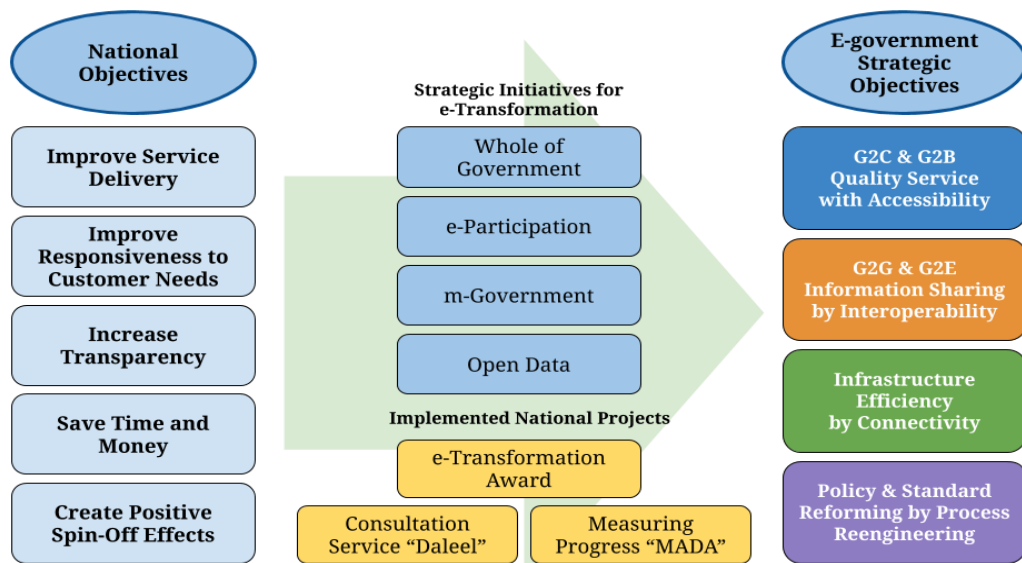 National
Objectives
Improve Service
Delivery
Improve
Responsiveness to
Customer Needs
Increase
Transparency
Save Time and
Money
Create Positive
Spin-Off Effects
Strategic Initiatives for
e-Transformation
Whole of
Government
e-Participation
m-Government
Open Data
Implemented National Projects
e-Transformation
Award
Consultation
Service “Daleel”
Measuring
Progress “MADA”
E-government
Strategic
Objectives
G2C & G2B
Quality Service
with Accessibility
G2G & G2E
Information Sharing
by Interoperability
Infrastructure
Efficiency
by Connectivity
Policy & Standard
Reforming by Process
Reengineering